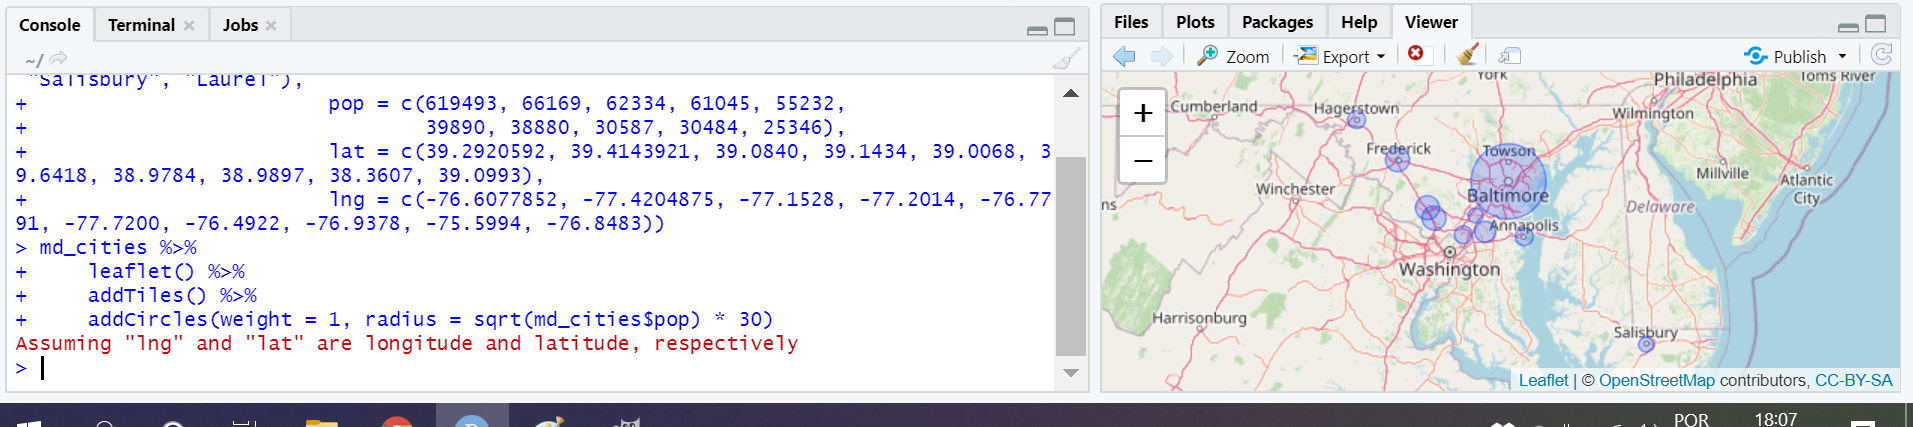 Console Terminal Jobs
~/
"Salisbury", "Laurel"),
+ pop = c(619493, 66169, 62334, 61045, 55232,
+ 39890, 38880, 30587, 30484, 25346),
+ lat = c(39.2920592, 39.4143921, 39.0840, 39.1434, 39.0068, 3
9.6418, 38.9784, 38.9897, 38.3607, 39.0993),
+ lng = c(-76.6077852, -77.4204875, -77.1528, -77.2014, -76.77
91, -77.7200, -76.4922, -76.9378, -75.5994, -76.8483))
> md_cities %>%
+ leaflet() %>%
+ addTiles() %>%
+ addCircles(weight = 1, radius = sqrt(md_cities$pop) * 30)
Assuming "lng" and "lat" are longitude and latitude, respectively
>
Files Plots Packages Help Viewer
Zoom Export Publish
York
Philadelphia
Toms River
Cumberland
Hagerstown
Wilmington
+
−
Frederick
Towson
Millville
Atlantic
City
Winchester
Baltimore
ns
Delaware
Annapolis
Washington
Harrisonburg
Salisbury
Leaflet | © OpenStreetMap contributors, CC-BY-SA
POR
18:07